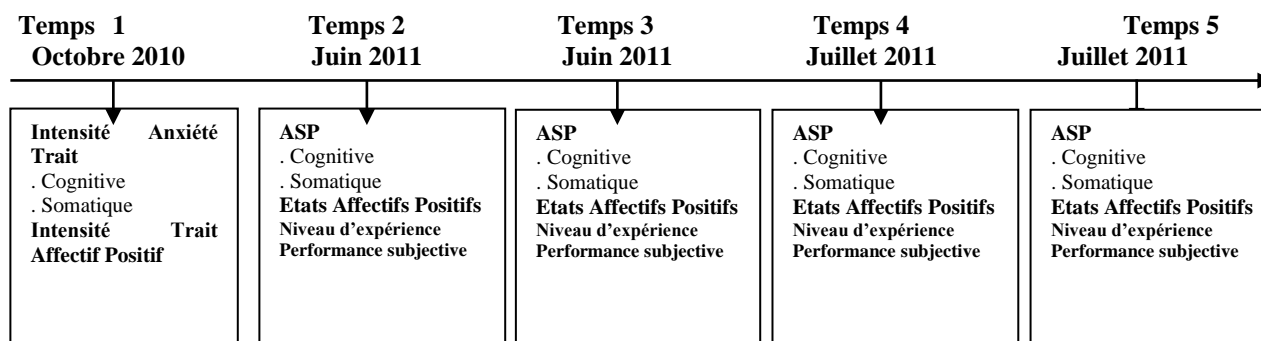 Temps 1
Octobre 2010
Temps 2
Juin 2011
Temps 3
Juin 2011
Temps 4
Juillet 2011
Temps 5
Juillet 2011
Intensité Anxiété
Trait
. Cognitive
. Somatique
Intensité Trait
Affectif Positif
ASP
. Cognitive
. Somatique
Etats Affectifs Positifs
Niveau d’expérience
Performance subjective
ASP
. Cognitive
. Somatique
Etats Affectifs Positifs
Niveau d’expérience
Performance subjective
ASP
. Cognitive
. Somatique
Etats Affectifs Positifs
Niveau d’expérience
Performance subjective
ASP
. Cognitive
. Somatique
Etats Affectifs Positifs
Niveau d’expérience
Performance subjective